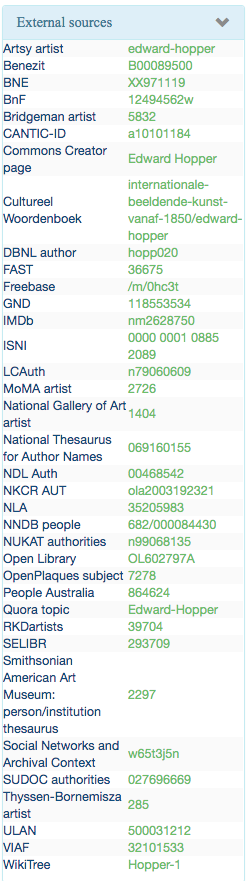 External sources
Artsy artist edward-hopper
Benezit B00089500
BNE XX971119
BnF 12494562w
Bridgeman artist 5832
CANTIC-ID a10101184
Commons Creator
page Edward Hopper
Cultureel
Woordenboek internationale-
beeldende-kunst-
vanaf-1850/edward-
hopper
DBNL author hopp020
FAST 36675
Freebase /m/0hc3t
GND 118553534
IMDb nm2628750
ISNI 0000 0001 0885
2089
LCAuth n79060609
MoMA artist 2726
National Gallery of Art
artist 1404
National Thesaurus
for Author Names 069160155
NDL Auth 00468542
NKCR AUT ola2003192321
NLA 35205983
NNDB people 682/000084430
NUKAT authorities n99068135
Open Library OL602797A
OpenPlaques subject 7278
People Australia 864624
Quora topic Edward-Hopper
RKDartists 39704
SELIBR 293709
Smithsonian
American Art
Museum: 2297
person/institution
thesaurus
Social Networks and
Archival Context w65t3j5n
SUDOC authorities 027696669
Thyssen-Bornemisza
artist 285
ULAN 500031212
VIAF 32101533
WikiTree Hopper-1